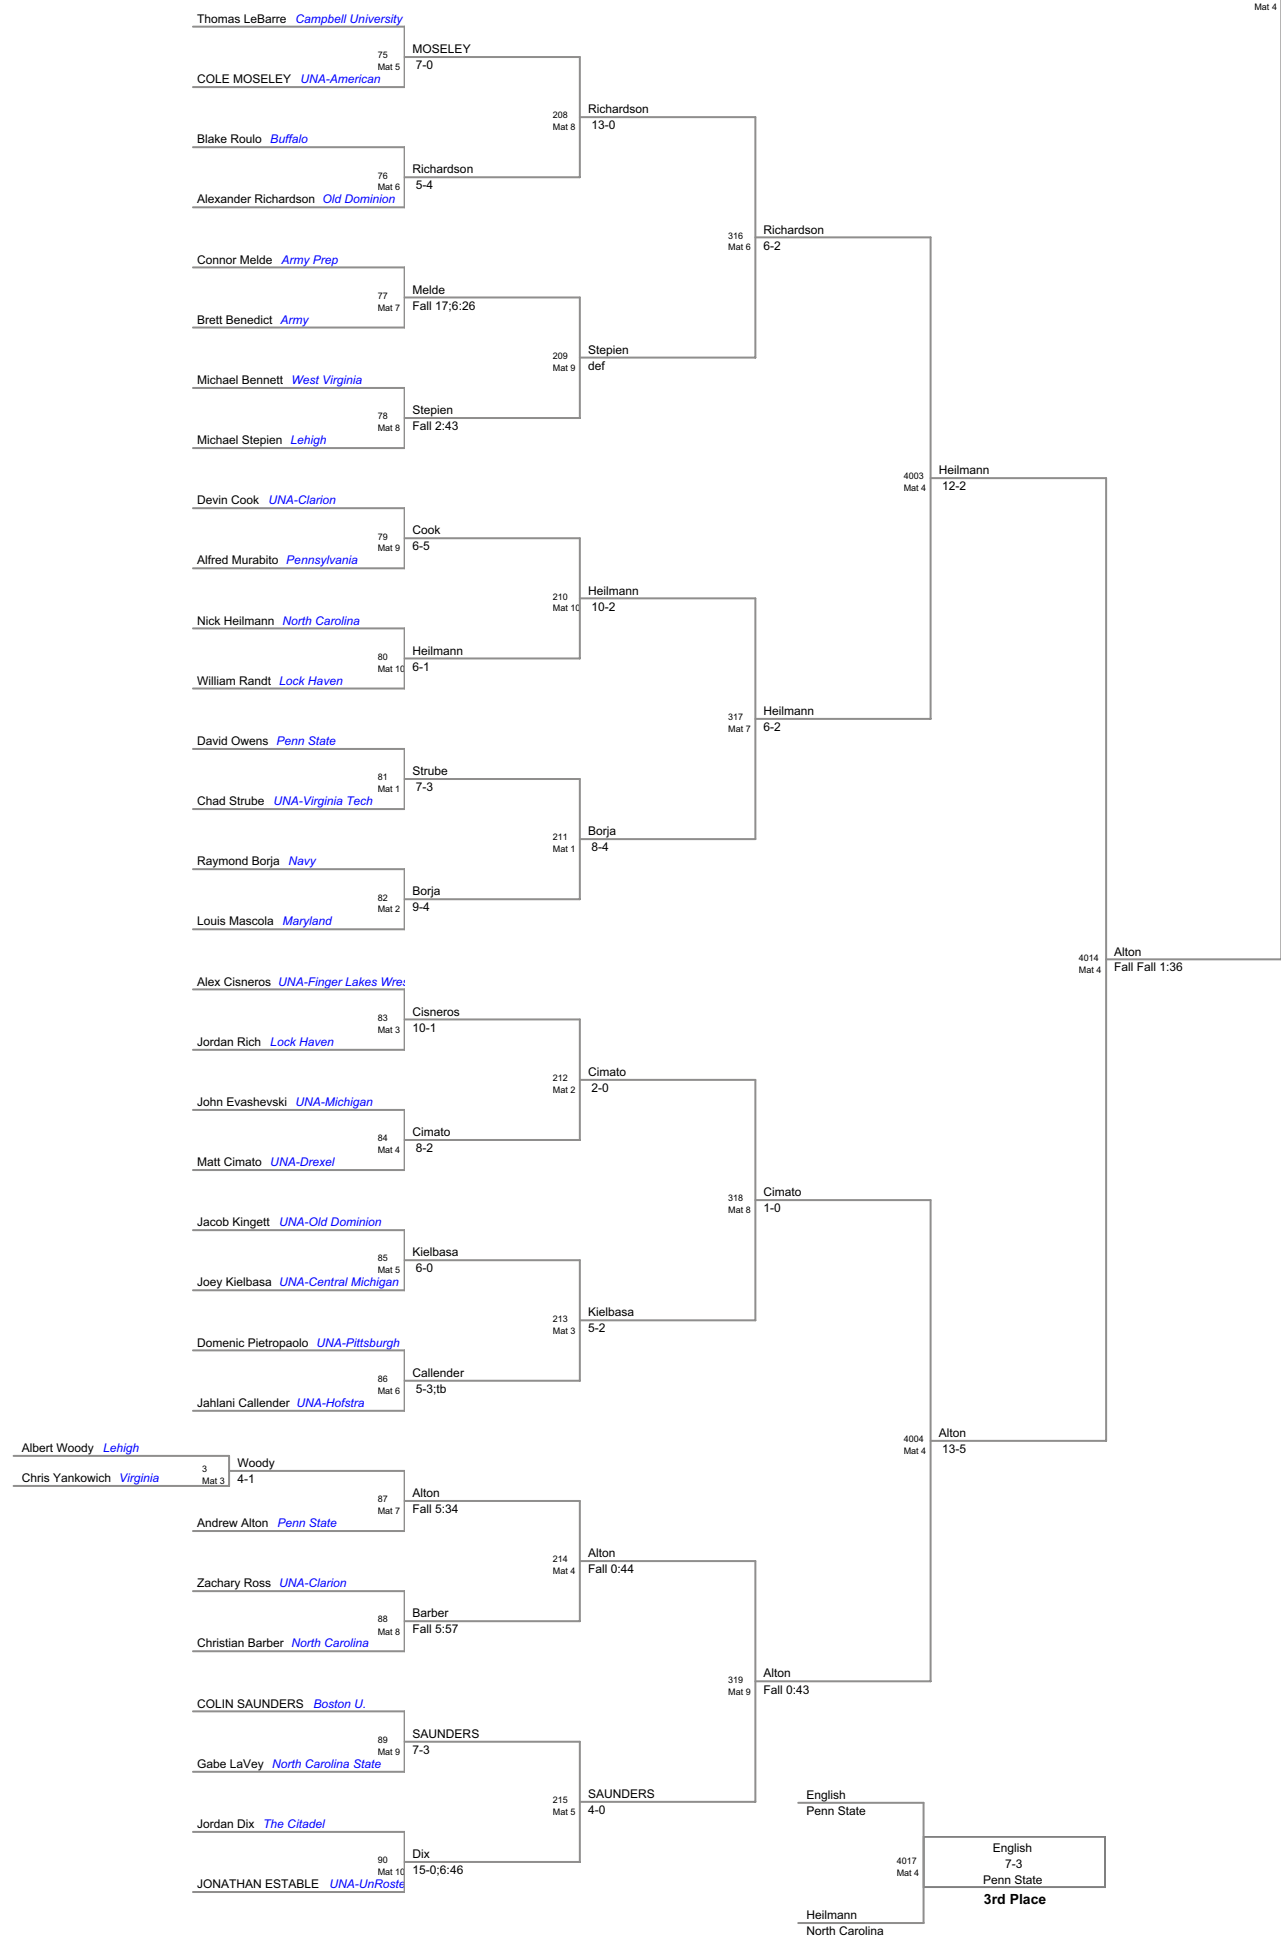 Mat 4
Thomas LeBarre Campbell University
75
Mat 5
MOSELEY
7-0
COLE MOSELEY UNA-American
208
Mat 8
Richardson
13-0
Blake Roulo Buffalo
76
Mat 6
Richardson
5-4
Alexander Richardson Old Dominion
316
Mat 6
Richardson
6-2
Connor Melde Army Prep
77
Mat 7
Melde
Fall 17;6:26
Brett Benedict Army
209
Mat 9
Stepien
def
Michael Bennett West Virginia
78
Mat 8
Stepien
Fall 2:43
Michael Stepien Lehigh
4003
Mat 4
Heilmann
12-2
Devin Cook UNA-Clarion
79
Mat 9
Cook
6-5
Alfred Murabito Pennsylvania
210
Mat 10
Heilmann
10-2
Nick Heilmann North Carolina
80
Mat 10
Heilmann
6-1
William Randt Lock Haven
317
Mat 7
Heilmann
6-2
David Owens Penn State
81
Mat 1
Strube
7-3
Chad Strube UNA-Virginia Tech
211
Mat 1
Borja
8-4
Raymond Borja Navy
82
Mat 2
Borja
9-4
Louis Mascola Maryland
4014
Mat 4
Alton
Fall Fall 1:36
Alex Cisneros UNA-Finger Lakes Wres
83
Mat 3
Cisneros
10-1
Jordan Rich Lock Haven
212
Mat 2
Cimato
2-0
John Evashevski UNA-Michigan
84
Mat 4
Cimato
8-2
Matt Cimato UNA-Drexel
318
Mat 8
Cimato
1-0
Jacob Kingett UNA-Old Dominion
85
Mat 5
Kielbasa
6-0
Joey Kielbasa UNA-Central Michigan
213
Mat 3
Kielbasa
5-2
Domenic Pietropaolo UNA-Pittsburgh
86
Mat 6
Callender
5-3;tb
Jahlani Callender UNA-Hofstra
4004
Mat 4
Alton
13-5
Albert Woody Lehigh
3
Mat 3
Woody
4-1
Chris Yankowich Virginia
87
Mat 7
Alton
Fall 5:34
Andrew Alton Penn State
214
Mat 4
Alton
Fall 0:44
Zachary Ross UNA-Clarion
88
Mat 8
Barber
Fall 5:57
Christian Barber North Carolina
319
Mat 9
Alton
Fall 0:43
COLIN SAUNDERS Boston U.
89
Mat 9
SAUNDERS
7-3
Gabe LaVey North Carolina State
215
Mat 5
SAUNDERS
4-0
Jordan Dix The Citadel
90
Mat 10
Dix
15-0;6:46
JONATHAN ESTABLE UNA-UnRoste
English
Penn State
4017
Mat 4
English
7-3
Penn State
3rd Place
Heilmann
North Carolina